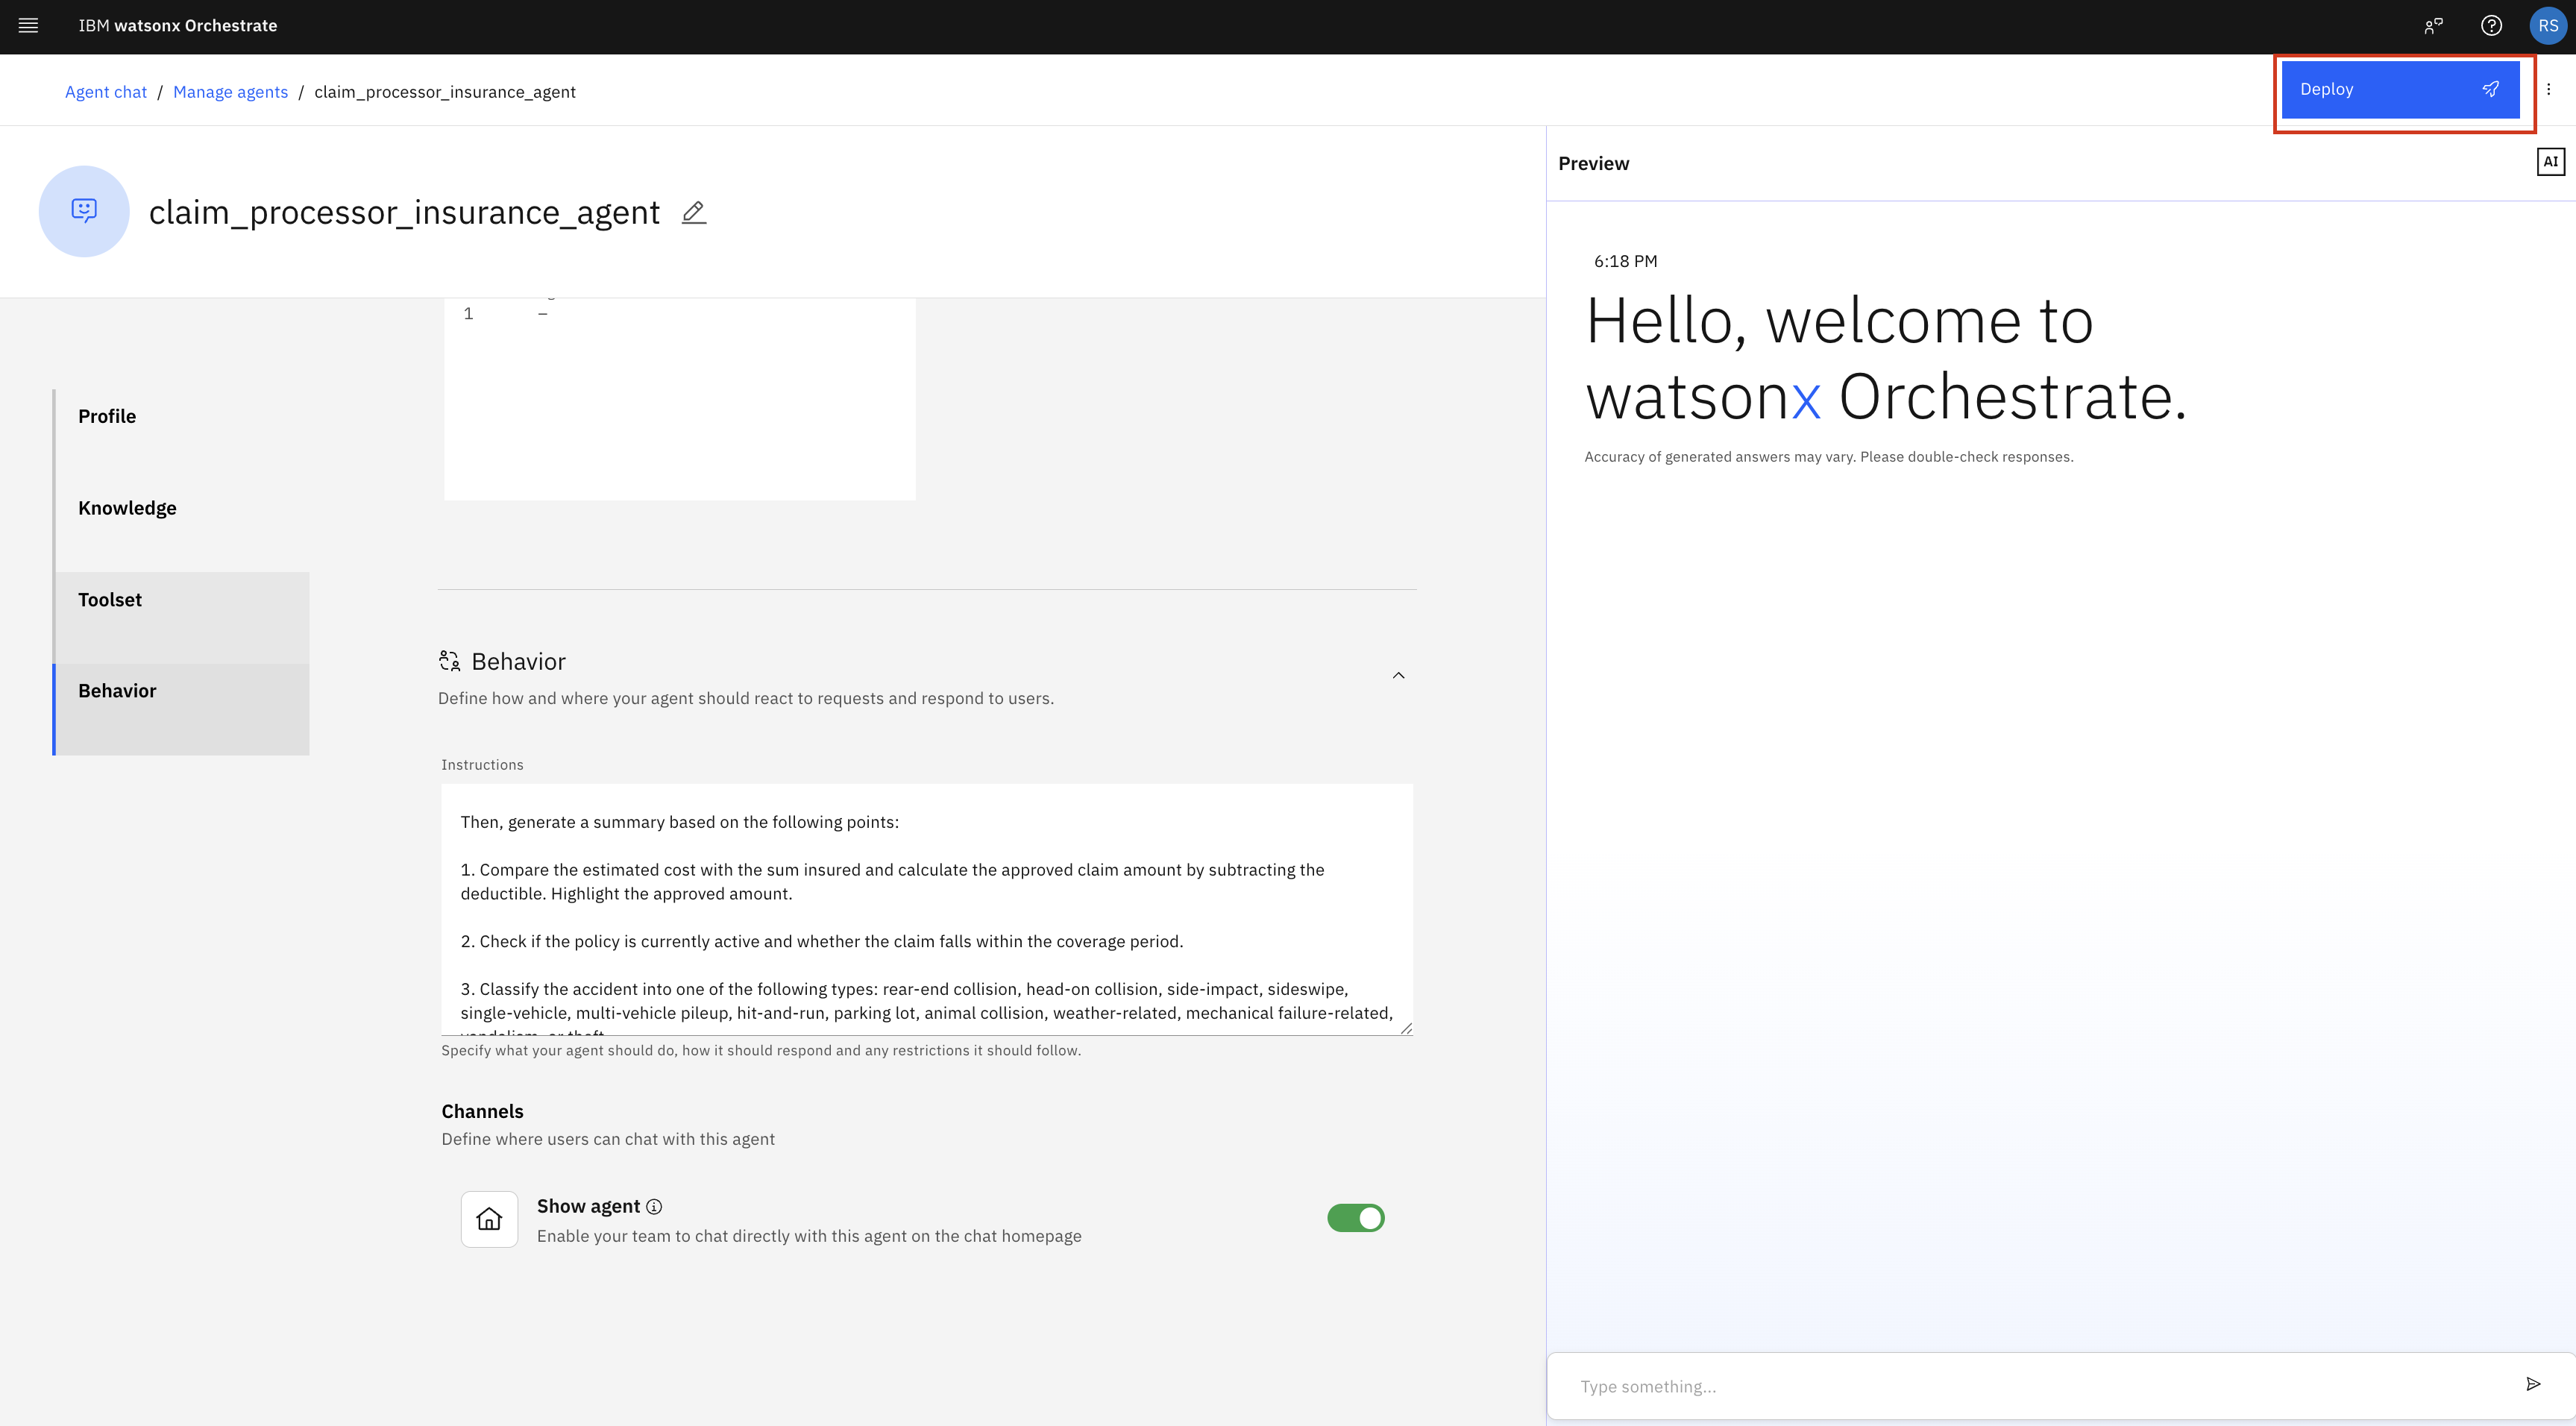 IBM watsonx Orchestrate
RS
Agent chat / Manage agents / claim_processor_insurance_agent
Deploy
claim_processor_insurance_agent
Preview
AI
1 –
6:18 PM
Hello, welcome to
watsonx Orchestrate.
Accuracy of generated answers may vary. Please double-check responses.
Profile
Knowledge
Toolset
Behavior
Behavior
Define how and where your agent should react to requests and respond to users.
Instructions
Then, generate a summary based on the following points:
1. Compare the estimated cost with the sum insured and calculate the approved claim amount by subtracting the
deductible. Highlight the approved amount.
2. Check if the policy is currently active and whether the claim falls within the coverage period.
3. Classify the accident into one of the following types: rear-end collision, head-on collision, side-impact, sideswipe,
single-vehicle, multi-vehicle pileup, hit-and-run, parking lot, animal collision, weather-related, mechanical failure-related,
vandalism, or theft
Specify what your agent should do, how it should respond and any restrictions it should follow.
Channels
Define where users can chat with this agent
Show agent
Enable your team to chat directly with this agent on the chat homepage
Type something...